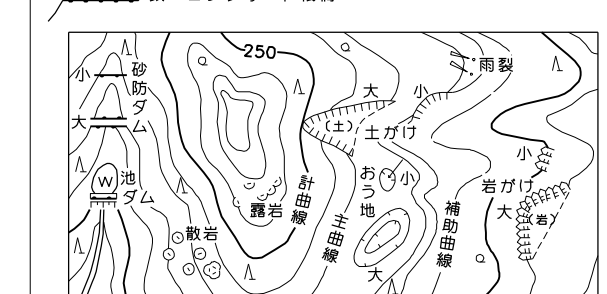 250
小
砂防ダム
大
W
池
ダム
散岩
露岩
計曲線
主曲線
大
小
(土)
土がけ
雨裂
おう地
小
大
補助曲線
小
岩がけ
大
(岩)